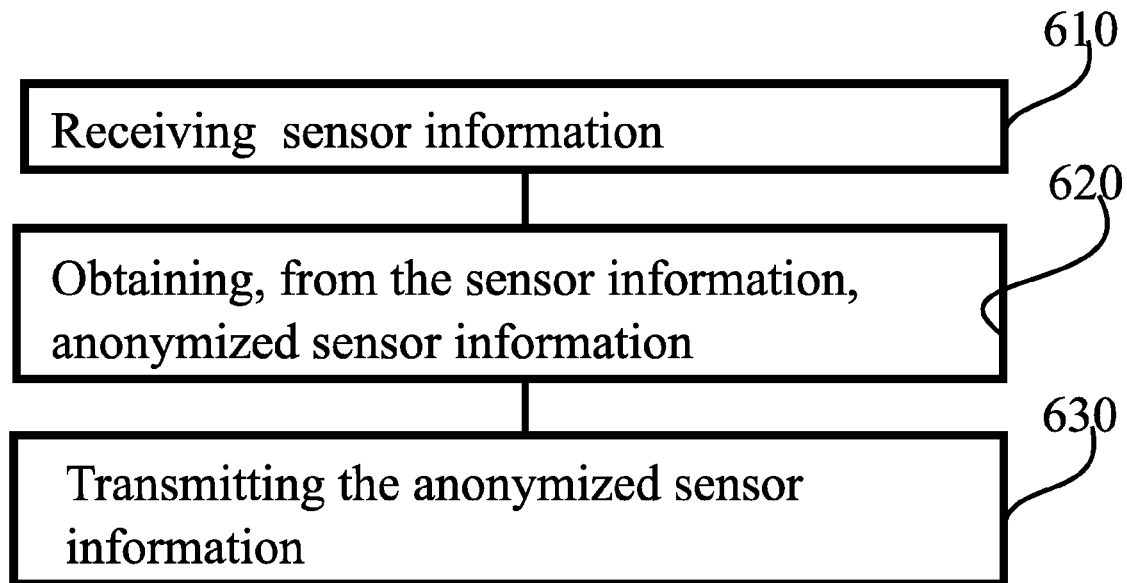 610
Receiving sensor information
620
Obtaining, from the sensor information,
anonymized sensor information
630
Transmitting the anonymized sensor
information